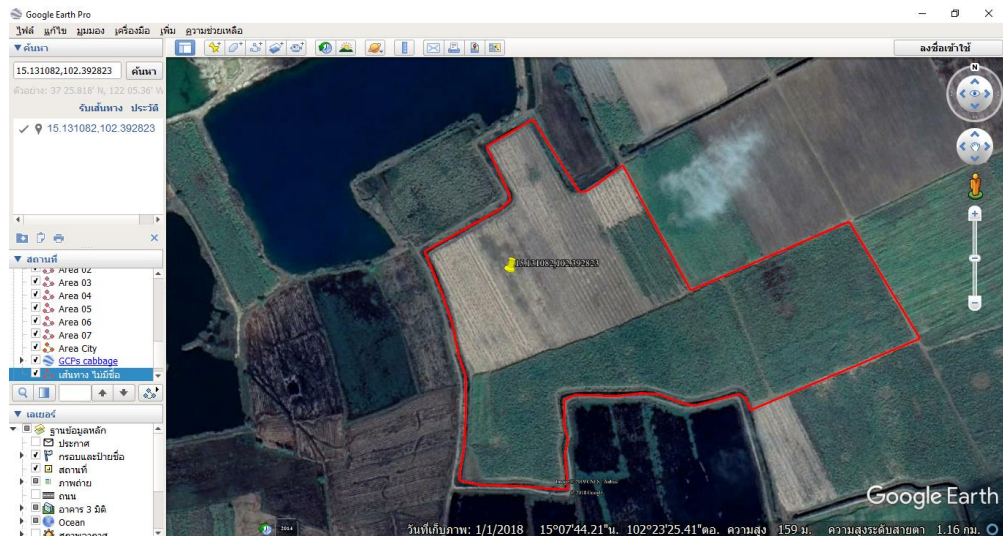 Google Earth Pro
ไฟล์ แก้ไข มุมมอง เครื่องมือ เพิ่ม ความช่วยเหลือ
ค้นหา
ลงชื่อเข้าใช้
15.131082,102.392823 ค้นหา
ตัวอย่าง: 37 25.818' N, 122 05.36' W
รับเส้นทาง ประวัติ
15.131082,102.392823
สถานที่
Area 02
Area 03
Area 04
Area 05
Area 06
Area 07
Area City
GCPs cabbage
เส้นทาง ไม่มีชื่อ
เลเยอร์
ฐานข้อมูลหลัก
ประกาศ
กรอบและป้ายชื่อ
สถานที่
ภาพถ่าย
ถนน
อาคาร 3 มิติ
Ocean
สภาพอากาศ
N
15.131082,102.392823
© 2018 Google
Google Earth
2014
วันที่เก็บภาพ: 1/1/2018 15°07'44.21"น. 102°23'25.41"ตอ. ความสูง 159 ม. ความสูงระดับสายตา 1.16 กม.